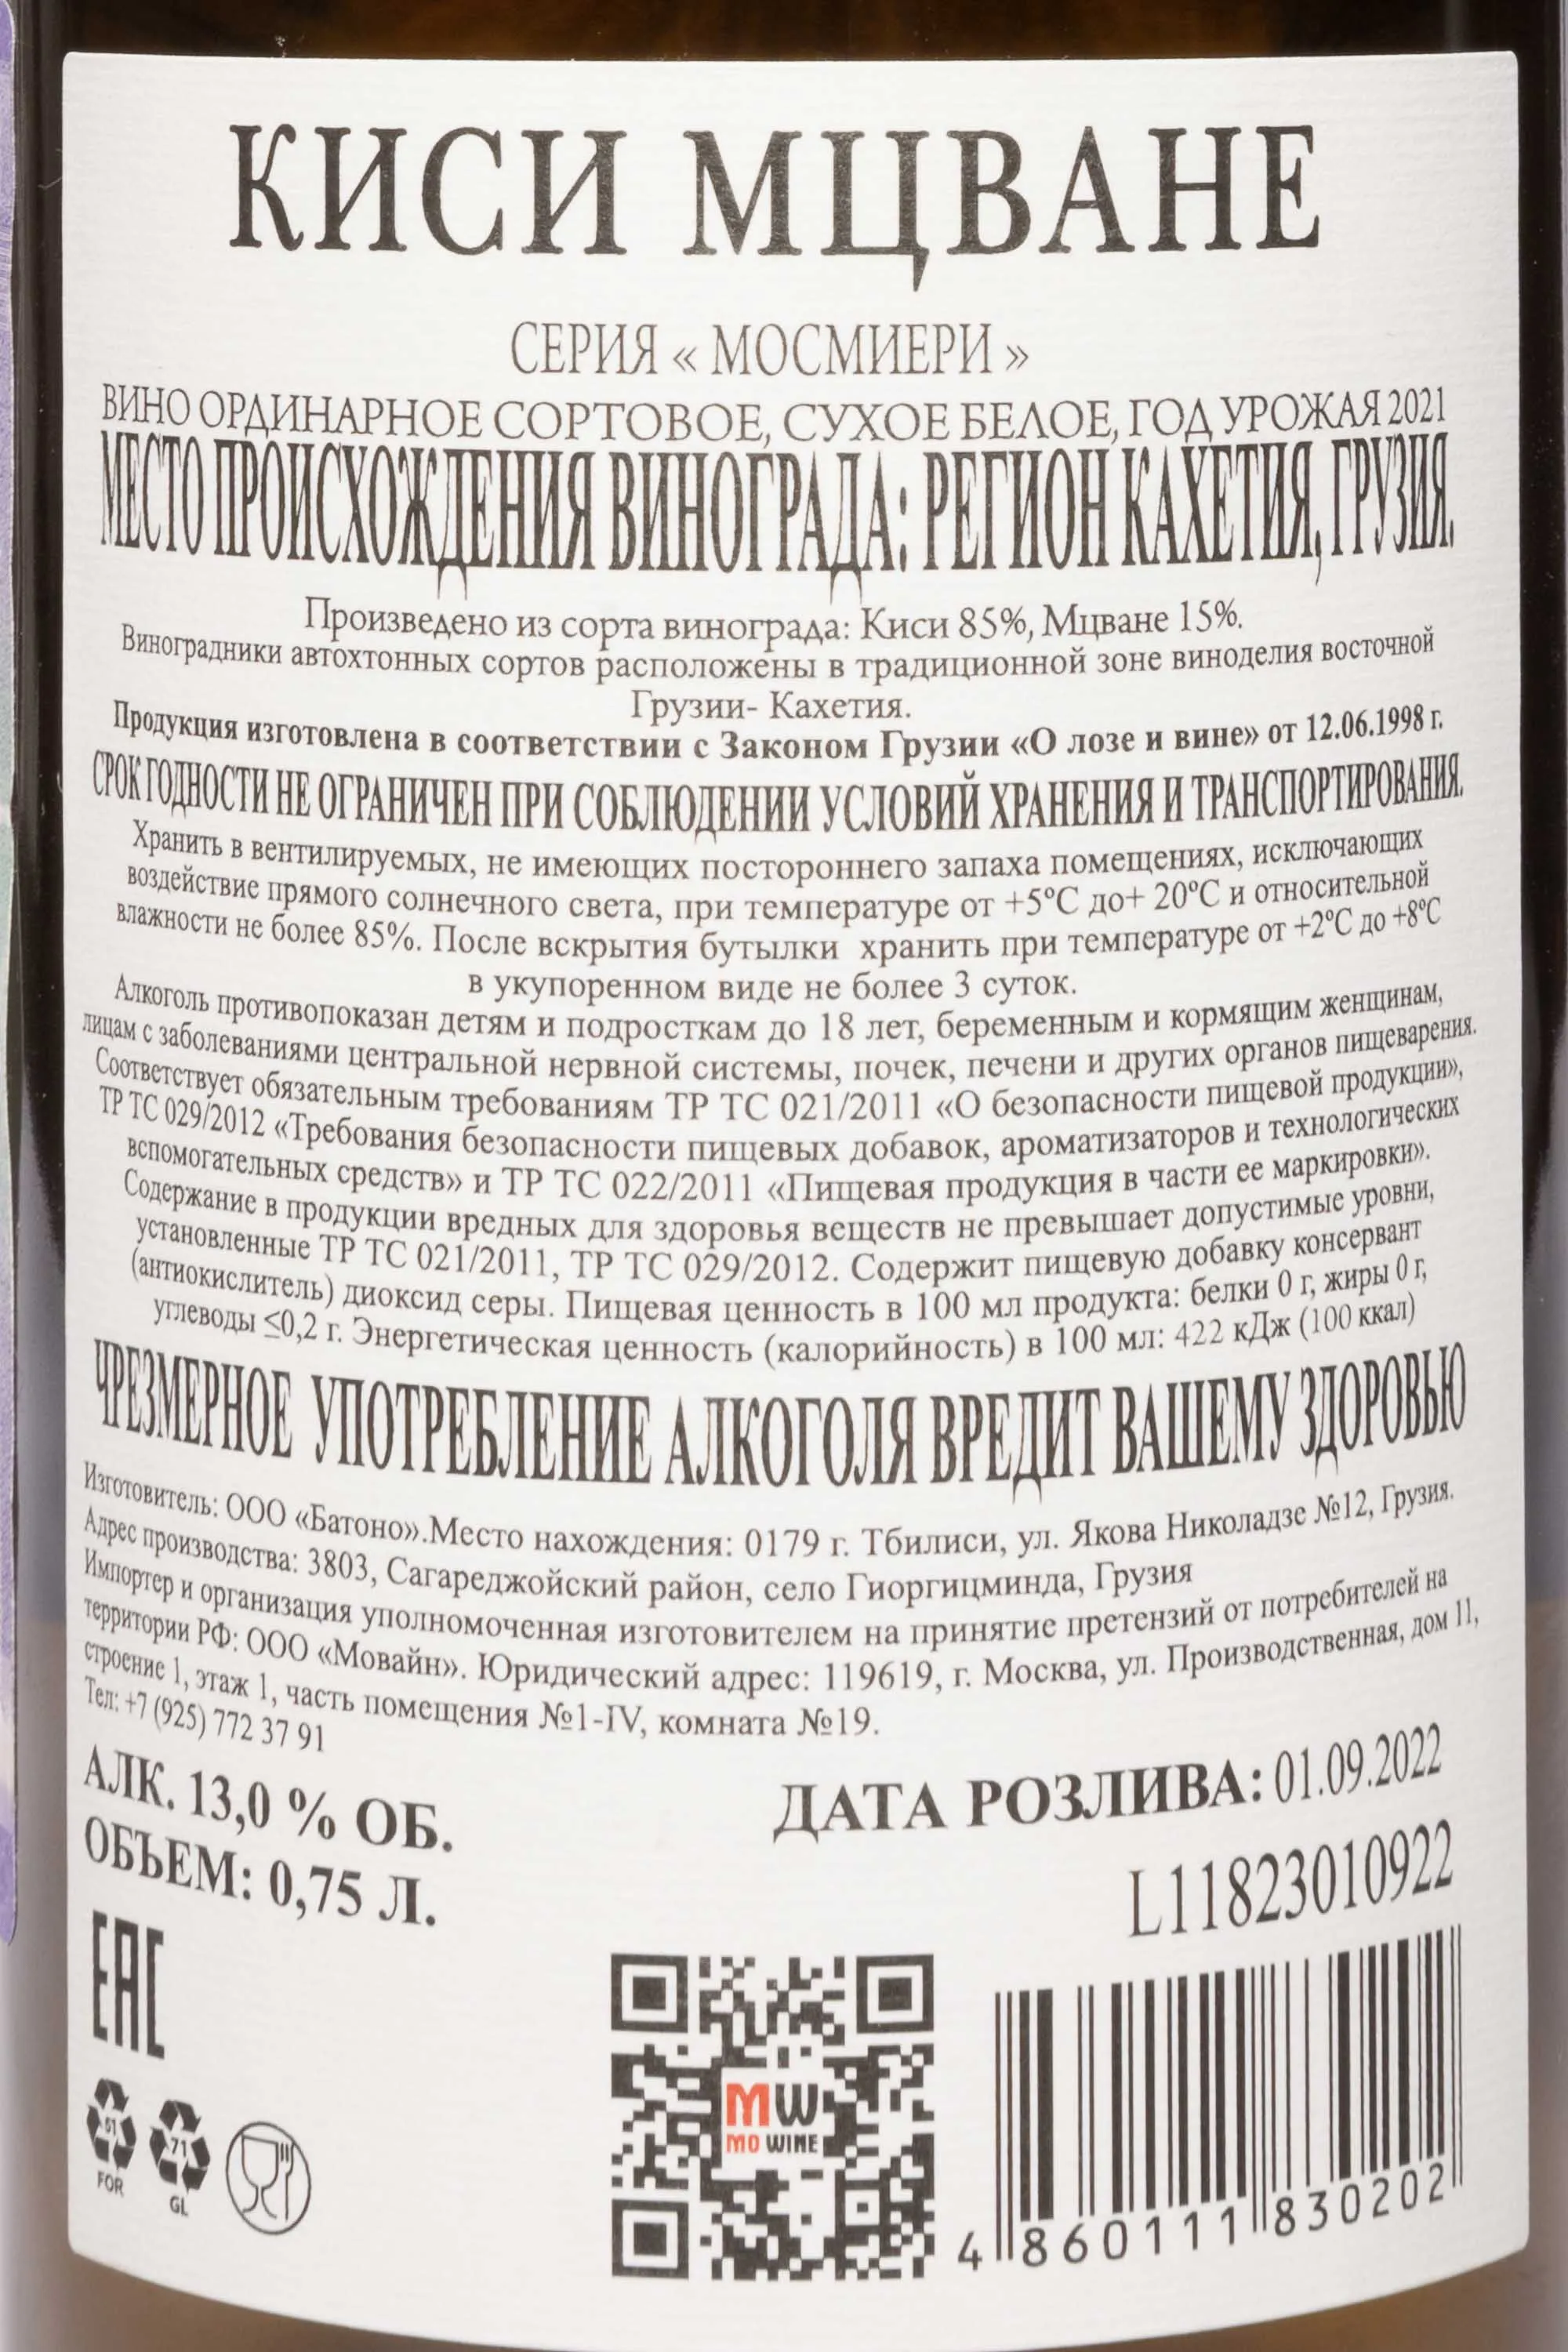 КИСИ МЦВАНЕ
СЕРИЯ « МОСМИЕРИ »
ВИНО ОРДИНАРНОЕ СОРТОВОЕ, СУХОЕ БЕЛОЕ, ГОД УРОЖАЯ 2021
МЕСТО ПРОИСХОЖДЕНИЯ ВИНОГРАДА: РЕГИОН КАХЕТИЯ, ГРУЗИЯ.
Произведено из сорта винограда: Киси 85%, Мцване 15%.
Виноградники автохтонных сортов расположены в традиционной зоне виноделия восточной
Грузии- Кахетия.
Продукция изготовлена в соответствии с Законом Грузии «О лозе и вине» от 12.06.1998 г.
СРОК ГОДНОСТИ НЕ ОГРАНИЧЕН ПРИ СОБЛЮДЕНИИ УСЛОВИЙ ХРАНЕНИЯ И ТРАНСПОРТИРОВАНИЯ.
Хранить в вентилируемых, не имеющих постороннего запаха помещениях, исключающих
воздействие прямого солнечного света, при температуре от +5°C до+ 20°C и относительной
влажности не более 85%. После вскрытия бутылки хранить при температуре от +2°C до +8°C
в укупоренном виде не более 3 суток.
Алкоголь противопоказан детям и подросткам до 18 лет, беременным и кормящим женщинам,
лицам с заболеваниями центральной нервной системы, почек, печени и других органов пищеварения.
Соответствует обязательным требованиям ТР ТС 021/2011 «О безопасности пищевой продукции»,
ТР ТС 029/2012 «Требования безопасности пищевых добавок, ароматизаторов и технологических
вспомогательных средств» и ТР ТС 022/2011 «Пищевая продукция в части ее маркировки».
Содержание в продукции вредных для здоровья веществ не превышает допустимые уровни,
установленные ТР ТС 021/2011, ТР ТС 029/2012. Содержит пищевую добавку консервант
(антиокислитель) диоксид серы. Пищевая ценность в 100 мл продукта: белки 0 г, жиры 0 г,
углеводы ≤0,2 г. Энергетическая ценность (калорийность) в 100 мл: 422 кДж (100 ккал)
ЧРЕЗМЕРНОЕ УПОТРЕБЛЕНИЕ АЛКОГОЛЯ ВРЕДИТ ВАШЕМУ ЗДОРОВЬЮ
Изготовитель: ООО «Батоно».Место нахождения: 0179 г. Тбилиси, ул. Якова Николадзе №12, Грузия.
Адрес производства: 3803, Сагареджойский район, село Гиоргицминда, Грузия
Импортер и организация уполномоченная изготовителем на принятие претензий от потребителей на
территории РФ: ООО «Мовайн». Юридический адрес: 119619, г. Москва, ул. Производственная, дом 11,
строение 1, этаж 1, часть помещения №1-IV, комната №19.
Тел: +7 (925) 772 37 91
АЛК. 13,0 % ОБ.
ОБЪЕМ: 0,75 Л.
ДАТА РОЗЛИВА: 01.09.2022
L11823010922
EAC
61
FOR
71
GL
MW
MO WINE
4 860111 830202